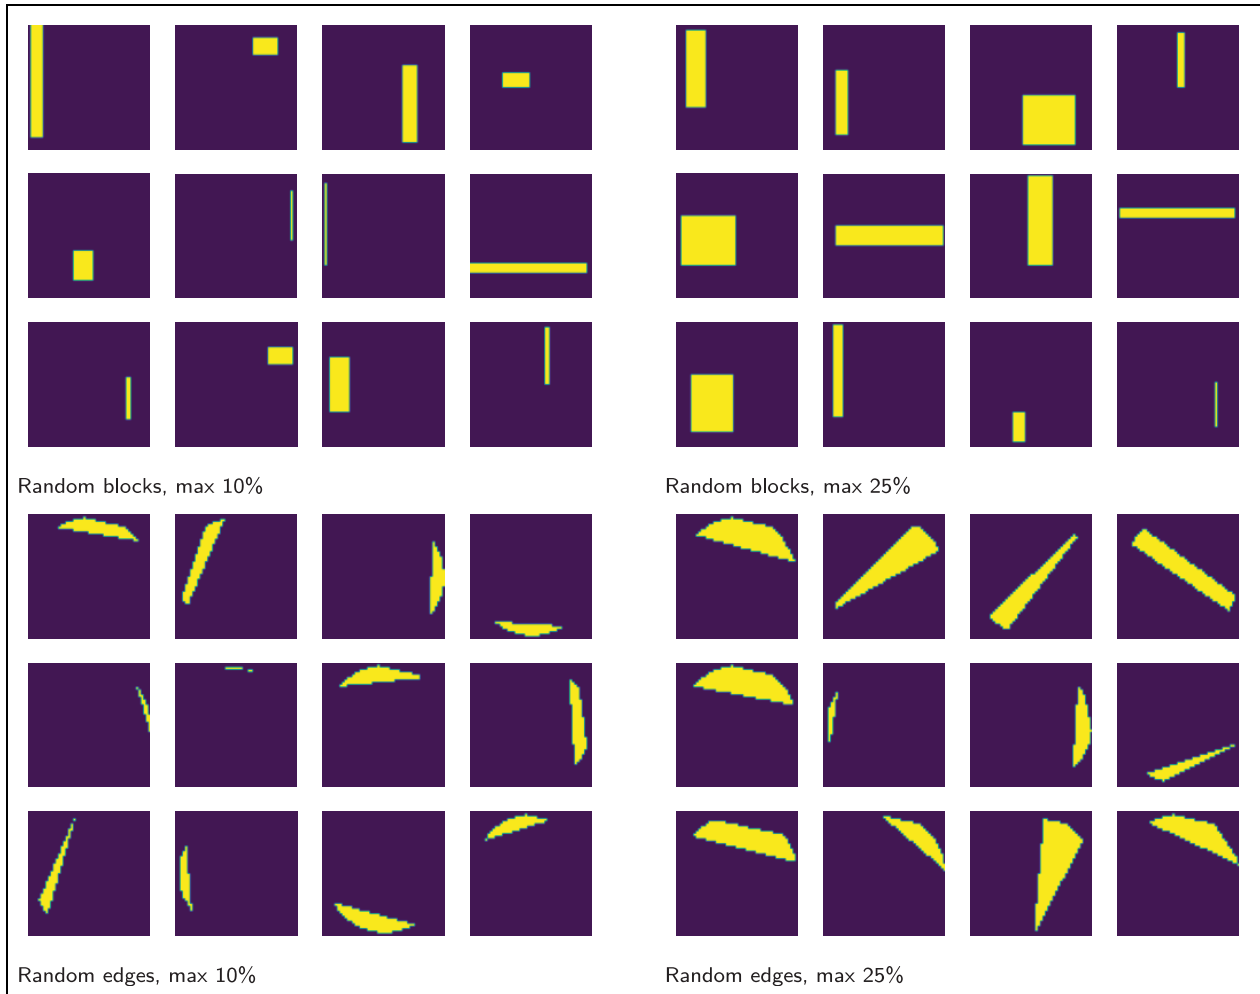 Random blocks, max 10%
Random blocks, max 25%
Random edges, max 10%
Random edges, max 25%